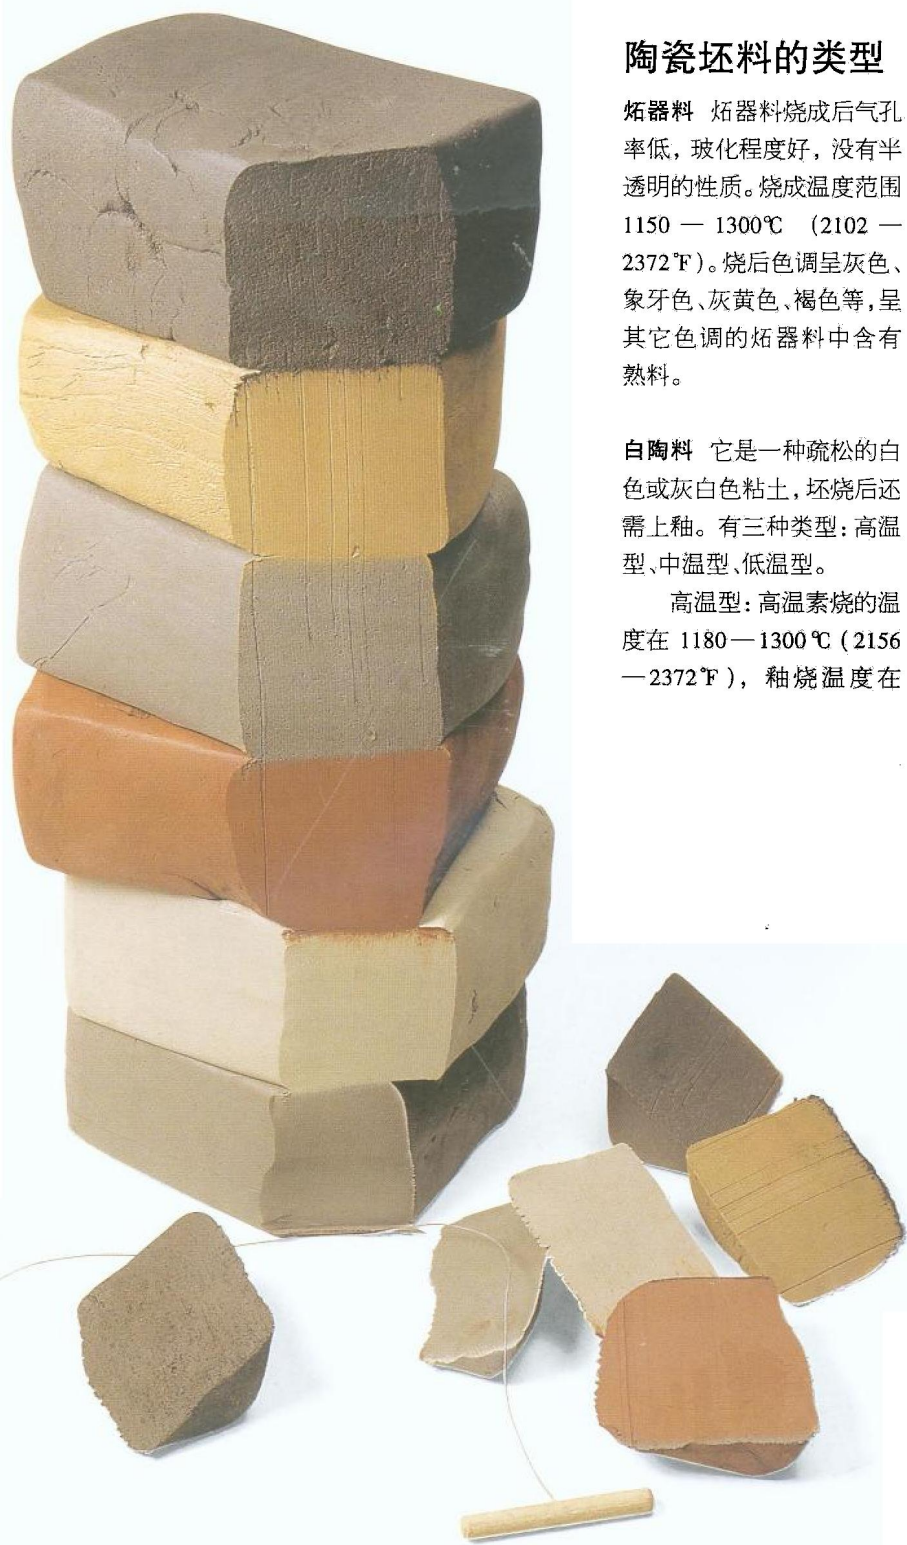 陶瓷坯料的类型
炻器料 炻器料烧成后气孔
率低，玻化程度好，没有半
透明的性质。烧成温度范围
1150 — 1300℃ (2102 —
2372℉)。烧后色调呈灰色、
象牙色、灰黄色、褐色等，呈
其它色调的炻器料中含有
熟料。
白陶料 它是一种疏松的白
色或灰白色粘土，坯烧后还
需上釉。有三种类型：高温
型、中温型、低温型。
高温型：高温素烧的温
度在 1180—1300℃(2156
—2372℉)，釉烧温度在